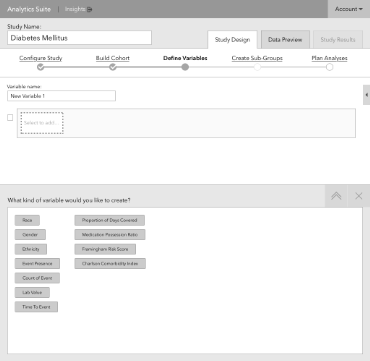 Analytics Suite | Insights
Account
Study Name:
Diabetes Mellitus
Study Design
Data Preview
Study Results
Configure Study
Build Cohort
Define Variables
Create Sub-Groups
Plan Analyses
Variable name:
New Variable 1
Select to add...
What kind of variable would you like to create?
Race
Proportion of Days Covered
Gender
Medication Possession Ratio
Ethnicity
Framingham Risk Score
Event Presence
Charlson Comorbidity Index
Count of Event
Lab Value
Time To Event